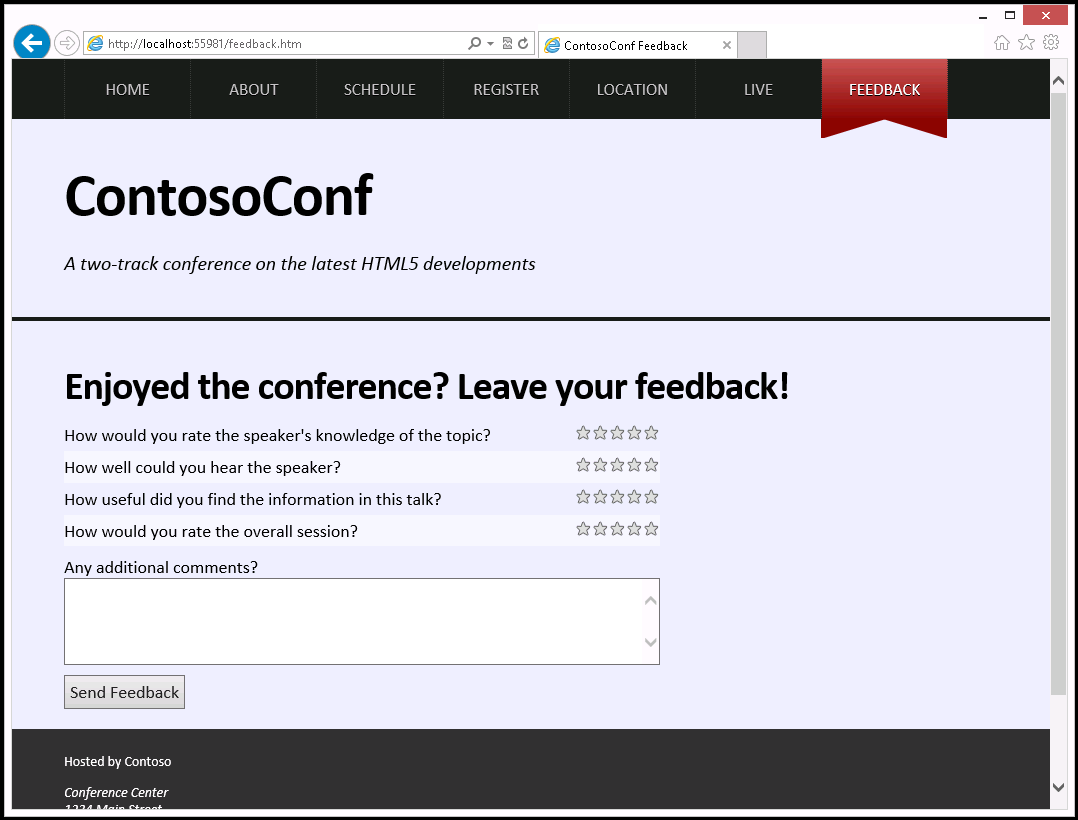 http://localhost:55981/feedback.htm
ContosoConf Feedback
HOME ABOUT SCHEDULE REGISTER LOCATION LIVE FEEDBACK
ContosoConf
A two-track conference on the latest HTML5 developments
Enjoyed the conference? Leave your feedback!
How would you rate the speaker's knowledge of the topic?
How well could you hear the speaker?
How useful did you find the information in this talk?
How would you rate the overall session?
Any additional comments?
Send Feedback
Hosted by Contoso
Conference Center
1234 Main Street